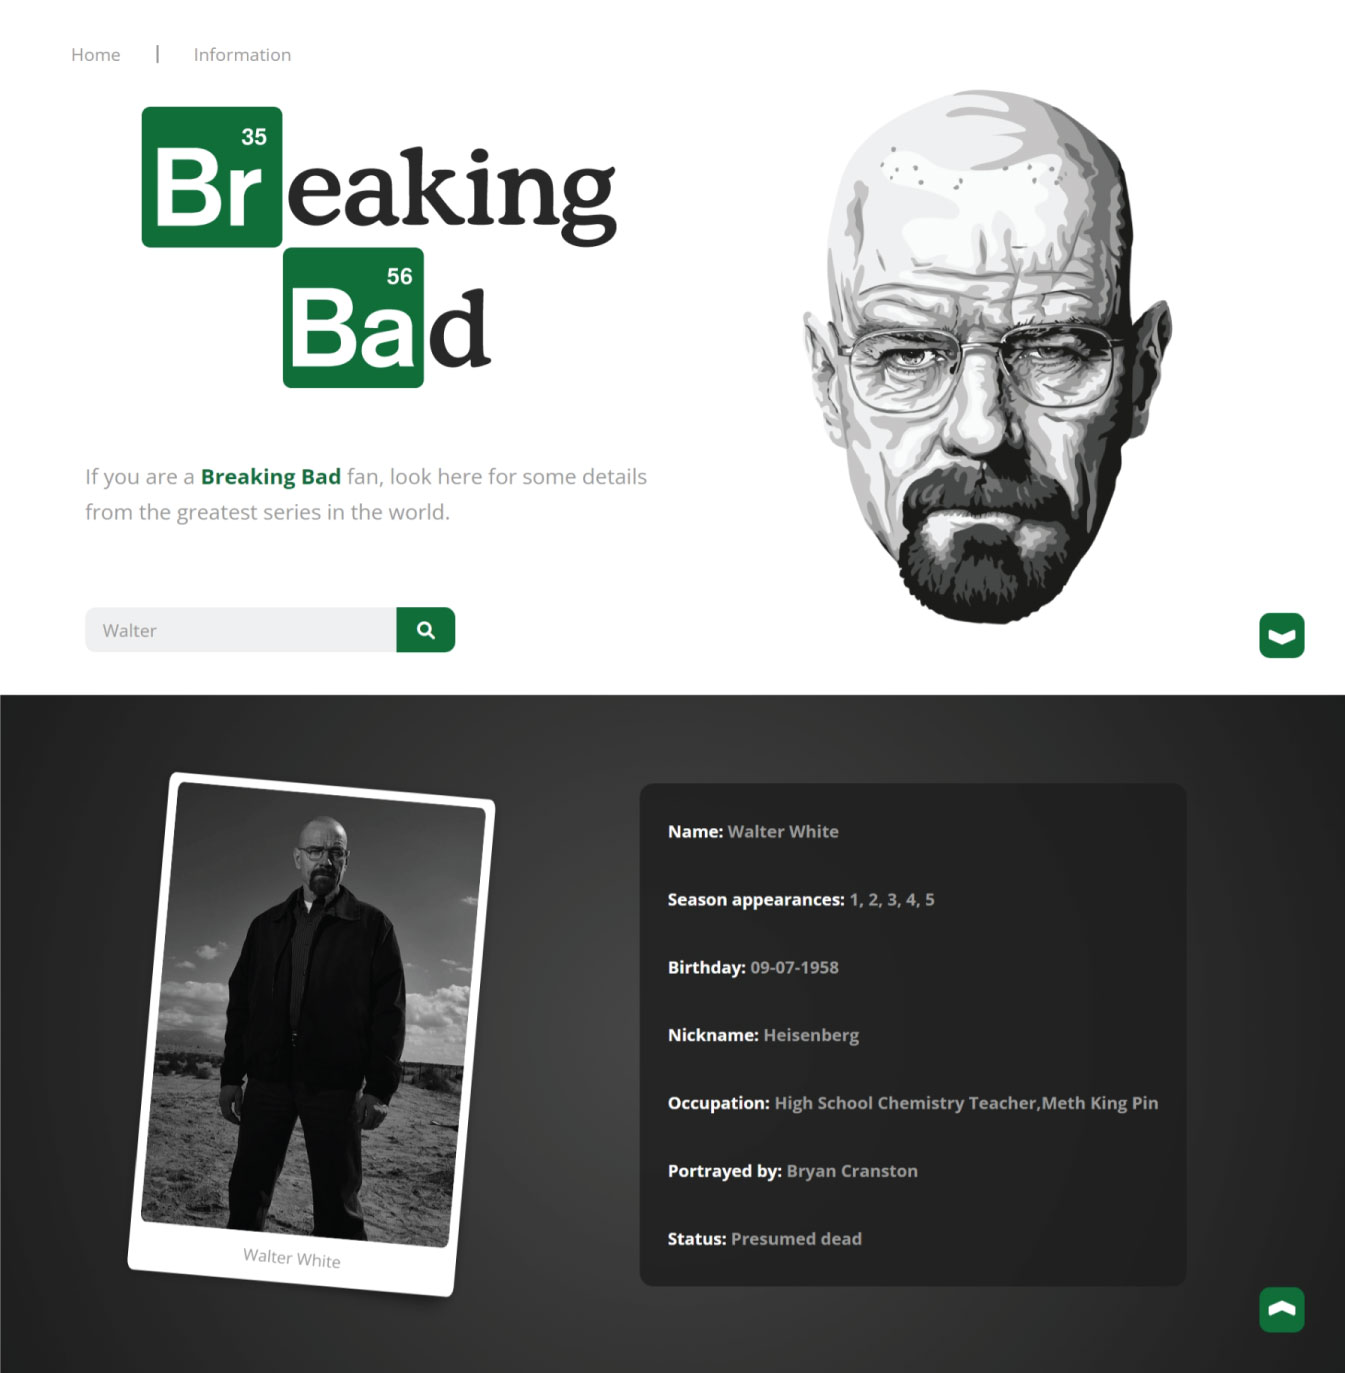 Home | Information
35
Breaking
56
Bad
If you are a Breaking Bad fan, look here for some details
from the greatest series in the world.
Walter
Name: Walter White
Season appearances: 1, 2, 3, 4, 5
Birthday: 09-07-1958
Nickname: Heisenberg
Occupation: High School Chemistry Teacher,Meth King Pin
Portrayed by: Bryan Cranston
Status: Presumed dead
Walter White